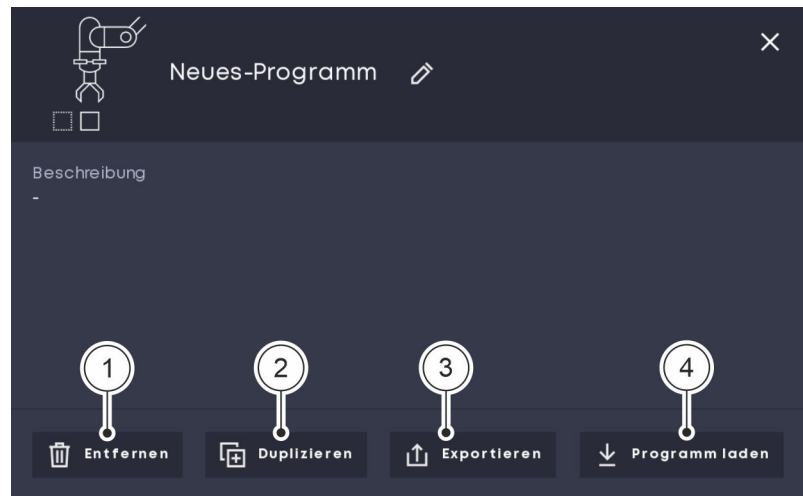 Neues-Programm
Beschreibung
-
1 2 3 4
Entfernen Duplizieren Exportieren Programm laden